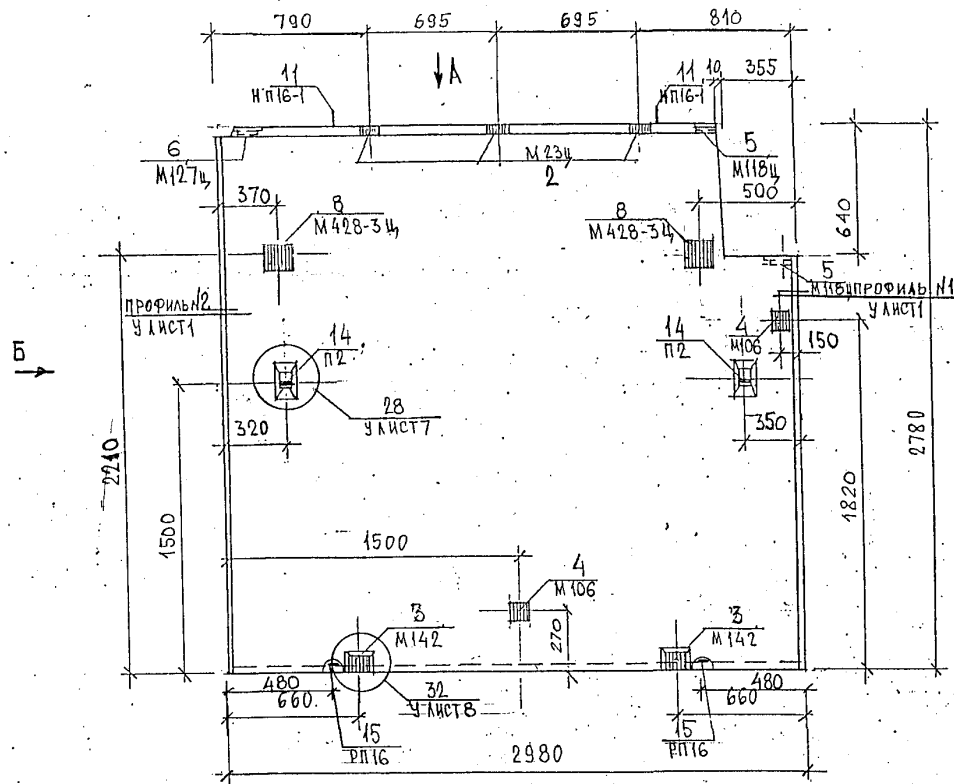 790 695 695 810
А
11
НП16-1
11
НП16-1
10
355
6
М127ц
М23ц
2
5
М118ц
370
8
М428-3ц
8
М428-3ц
500
640
5
М118ц
ПРОФИЛЬ N2
У ЛИСТ1
ПРОФИЛЬ N1
У ЛИСТ1
4
М106
150
Б
14
П2
14
П2
28
У ЛИСТ7
320
350
2210
1500
1820
2780
1500
4
М106
270
3
М142
3
М142
480
660
32
У ЛИСТ8
480
660
15
РП16
15
РП16
2980